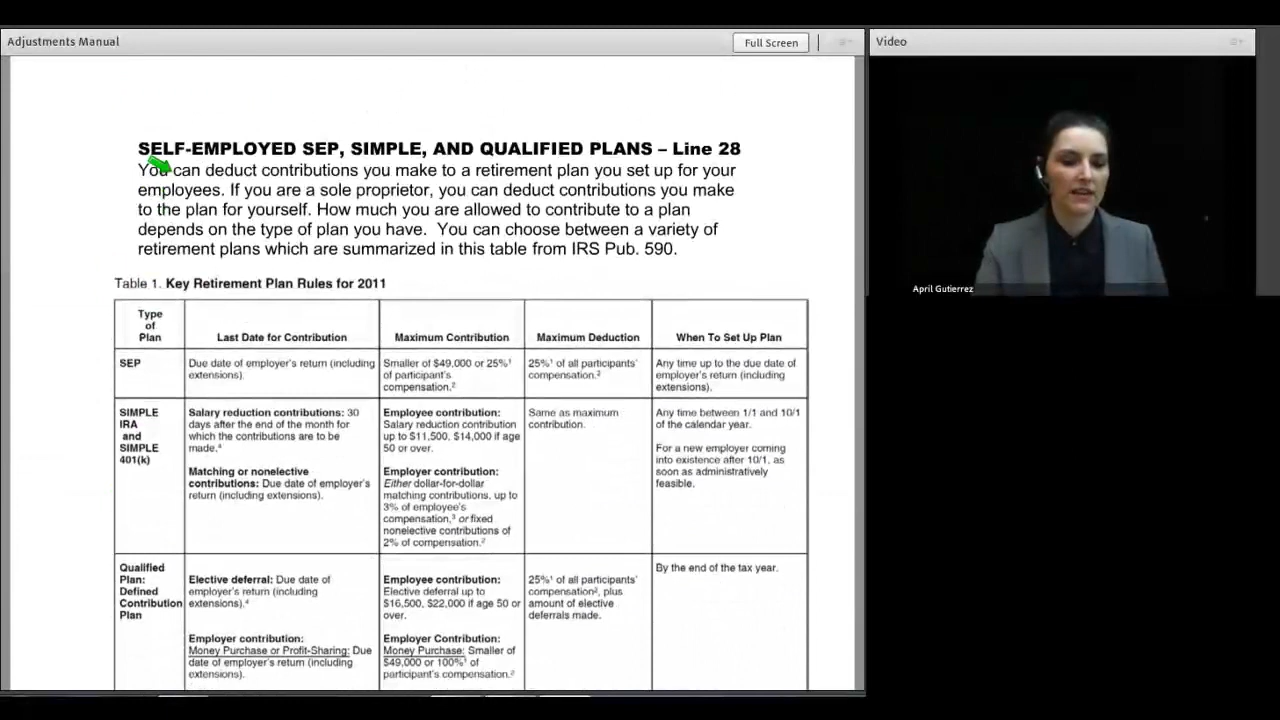 Adjustments Manual
Full Screen
Video
SELF-EMPLOYED SEP, SIMPLE, AND QUALIFIED PLANS – Line 28
You can deduct contributions you make to a retirement plan you set up for your
employees. If you are a sole proprietor, you can deduct contributions you make
to the plan for yourself. How much you are allowed to contribute to a plan
depends on the type of plan you have. You can choose between a variety of
retirement plans which are summarized in this table from IRS Pub. 590.
Table 1. Key Retirement Plan Rules for 2011
Type
of
Plan
Last Date for Contribution
Maximum Contribution
Maximum Deduction
When To Set Up Plan
SEP
Due date of employer's return (including
extensions).
Smaller of $49,000 or 25%¹
of participant's
compensation.²
25%¹ of all participants'
compensation.²
Any time up to the due date of
employer's return (including
extensions).
SIMPLE
IRA
and
SIMPLE
401(k)
Salary reduction contributions: 30
days after the end of the month for
which the contributions are to be
made.⁴
Matching or nonelective
contributions: Due date of employer's
return (including extensions).
Employee contribution:
Salary reduction contribution
up to $11,500, $14,000 if age
50 or over.
Employer contribution:
Either dollar-for-dollar
matching contributions, up to
3% of employee's
compensation,³ or fixed
nonelective contributions of
2% of compensation.²
Same as maximum
contribution.
Any time between 1/1 and 10/1
of the calendar year.
For a new employer coming
into existence after 10/1, as
soon as administratively
feasible.
Qualified
Plan:
Defined
Contribution
Plan
Elective deferral: Due date of
employer's return (including
extensions).⁴
Employer contribution:
Money Purchase or Profit-Sharing: Due
date of employer's return (including
extensions).
Employee contribution:
Elective deferral up to
$16,500, $22,000 if age 50 or
over.
Employer Contribution:
Money Purchase: Smaller of
$49,000 or 100%¹ of
participant's compensation.²
25%¹ of all participants'
compensation², plus
amount of elective
deferrals made.
By the end of the tax year.
April Gutierrez